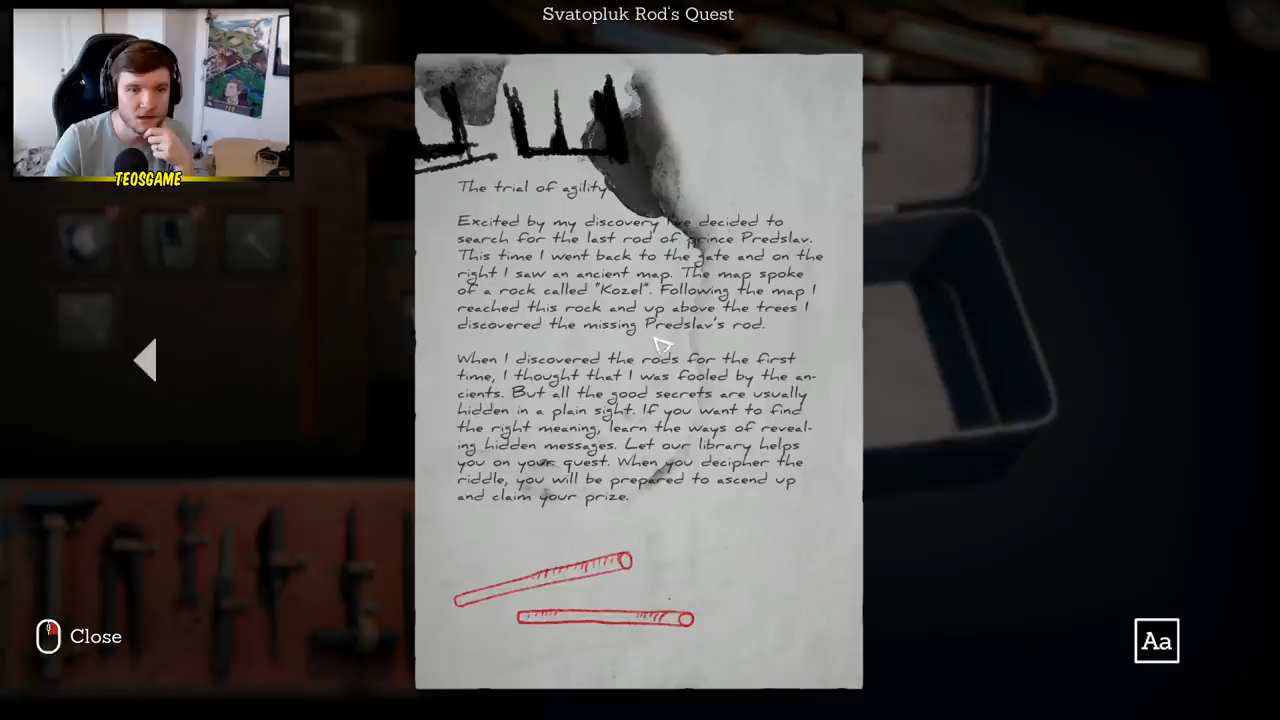 Svatopluk Rod's Quest
TEOSGAME
The trial of agility
Excited by my discovery I've decided to
search for the last rod of prince Predslav.
This time I went back to the gate and on the
right I saw an ancient map. The map spoke
of a rock called "Kozel". Following the map I
reached this rock and up above the trees I
discovered the missing Predslav's rod.
When I discovered the rods for the first
time, I thought that I was fooled by the an-
cients. But all the good secrets are usually
hidden in a plain sight. If you want to find
the right meaning, learn the ways of reveal-
ing hidden messages. Let our library helps
you on your quest. When you decipher the
riddle, you will be prepared to ascend up
and claim your prize.
Close
Aa